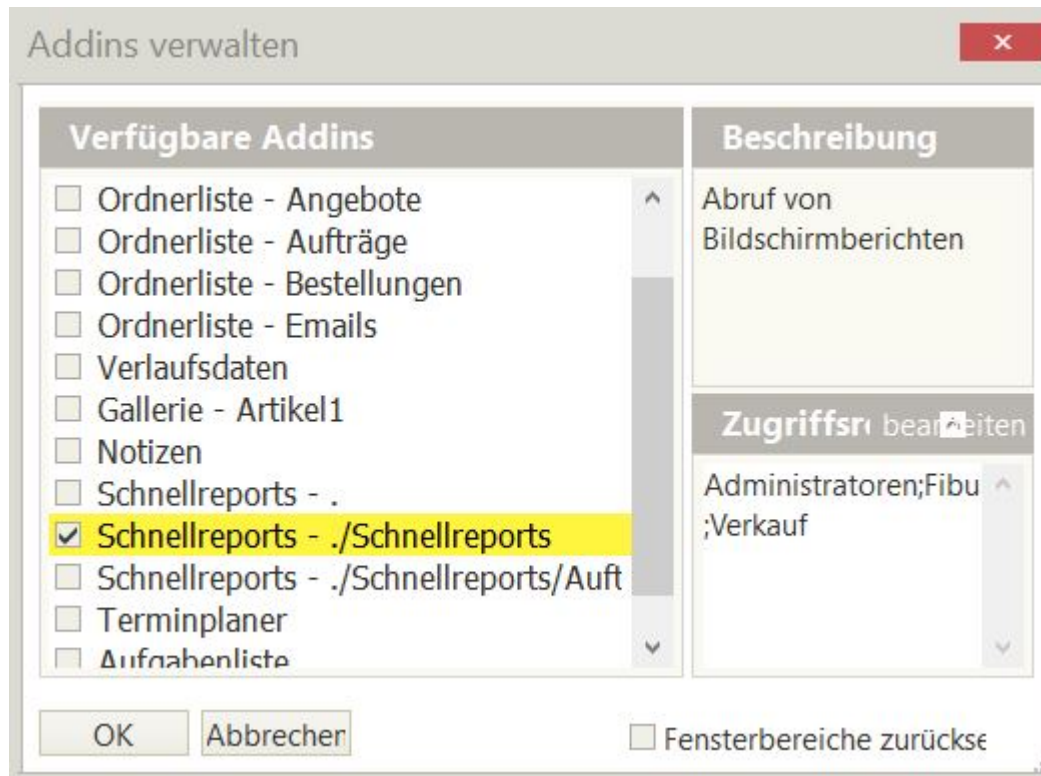 Addins verwalten
Verfügbare Addins
Ordnerliste - Angebote
Ordnerliste - Aufträge
Ordnerliste - Bestellungen
Ordnerliste - Emails
Verlaufsdaten
Gallerie - Artikel1
Notizen
Schnellreports - .
Schnellreports - ./Schnellreports
Schnellreports - ./Schnellreports/Auft
Terminplaner
Aufgabenliste
Beschreibung
Abruf von
Bildschirmberichten
Zugriffsr
Administratoren;Fibu
;Verkauf
OK
Abbrechen
Fensterbereiche zurückse